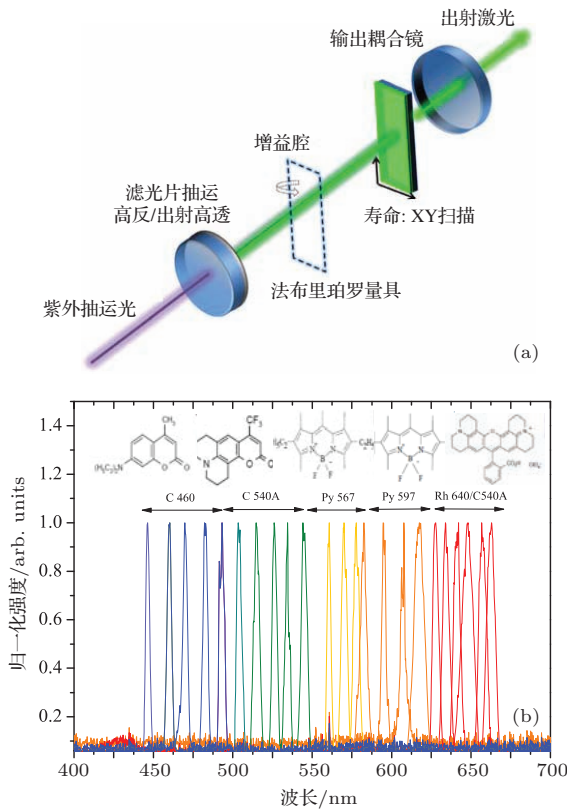 出射激光
输出耦合镜
增益腔
滤光片抽运
高反/出射高透
寿命: XY扫描
法布里珀罗量具
紫外抽运光
(a)
CH₃
(H₅C₂)₂N
O
O
CF₃
N
O
O
N
N
B
F
F
N
N
B
F
F
N
N
O
C 460
C 540A
Py 567
Py 597
Rh 640/C540A
归一化强度/arb. units
1.4
1.2
1.0
0.8
0.6
0.4
0.2
(b)
400
450
500
550
600
650
700
波长/nm